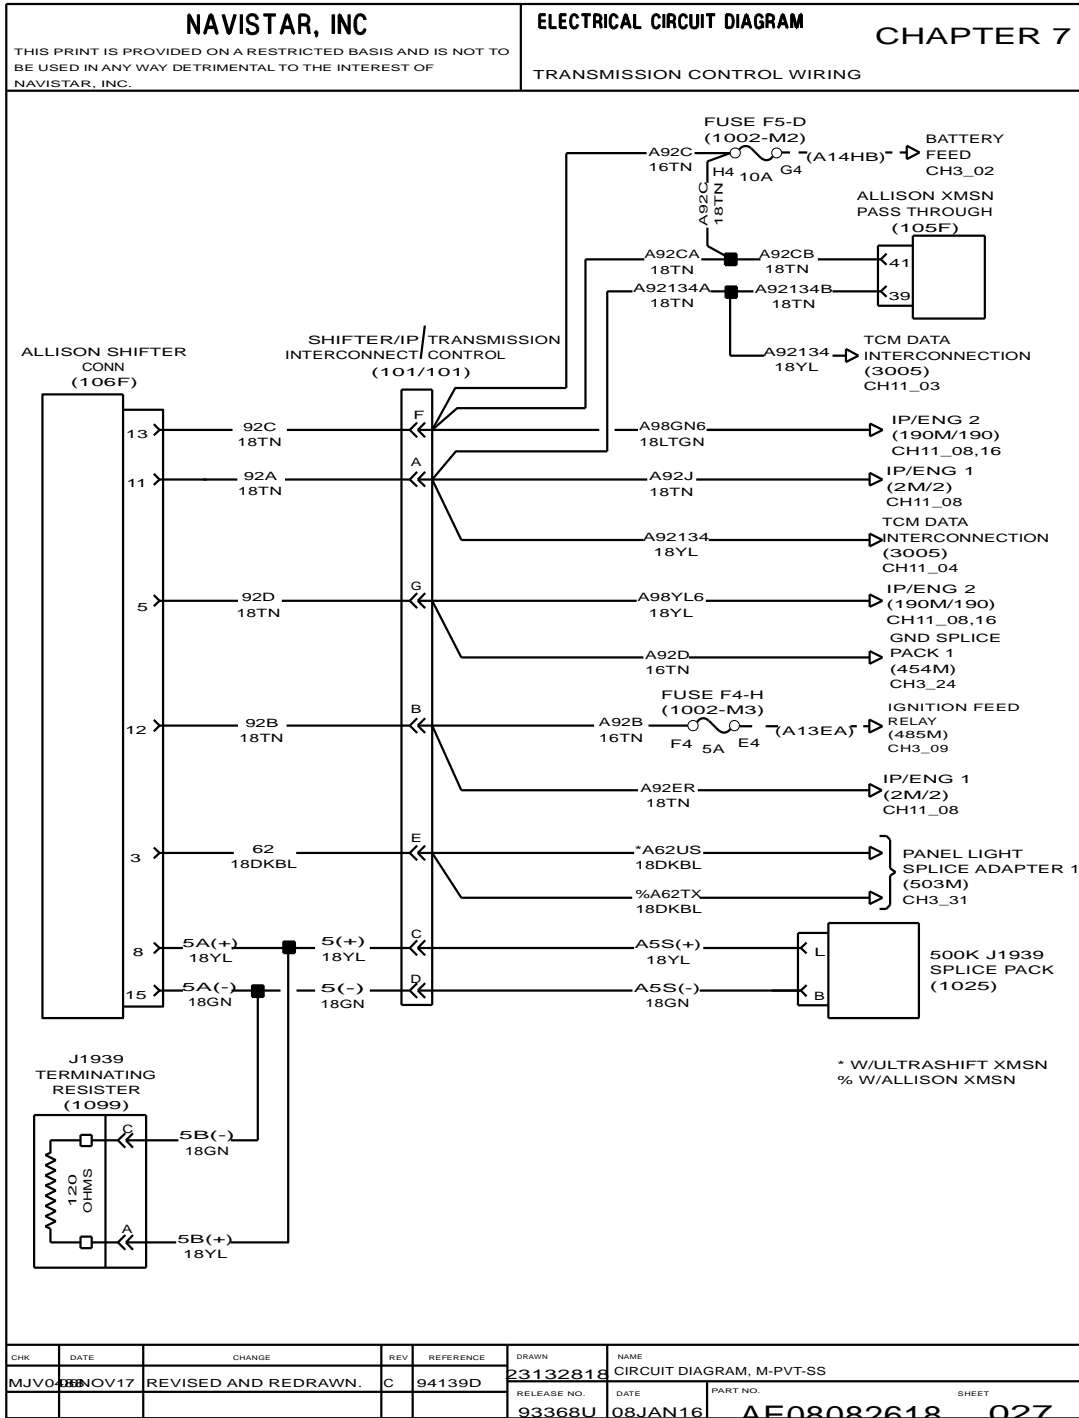 NAVISTAR, INC
THIS PRINT IS PROVIDED ON A RESTRICTED BASIS AND IS NOT TO
BE USED IN ANY WAY DETRIMENTAL TO THE INTEREST OF
NAVISTAR, INC.
ELECTRICAL CIRCUIT DIAGRAM
CHAPTER 7
TRANSMISSION CONTROL WIRING
FUSE F5-D
(1002-M2)
A92C
16TN
H4
10A
G4
(A14HB)
BATTERY
FEED
CH3_02
A92C
18TN
ALLISON XMSN
PASS THROUGH
(105F)
A92CA
18TN
A92CB
18TN
41
A92134A
18TN
A92134B
18TN
39
A92134
18YL
TCM DATA
INTERCONNECTION
(3005)
CH11_03
SHIFTER/IP
INTERCONNECT
TRANSMISSION
CONTROL
(101/101)
ALLISON SHIFTER
CONN
(106F)
13
92C
18TN
F
A98GN6
18LTGN
IP/ENG 2
(190M/190)
CH11_08,16
11
92A
18TN
A
A92J
18TN
IP/ENG 1
(2M/2)
CH11_08
A92134
18YL
TCM DATA
INTERCONNECTION
(3005)
CH11_04
5
92D
18TN
G
A98YL6
18YL
IP/ENG 2
(190M/190)
CH11_08,16
A92D
16TN
GND SPLICE
PACK 1
(454M)
CH3_24
FUSE F4-H
(1002-M3)
12
92B
18TN
B
A92B
16TN
F4
5A
E4
(A13EA)
IGNITION FEED
RELAY
(485M)
CH3_09
A92ER
18TN
IP/ENG 1
(2M/2)
CH11_08
3
62
18DKBL
E
*A62US
18DKBL
%A62TX
18DKBL
PANEL LIGHT
SPLICE ADAPTER 1
(503M)
CH3_31
8
5A(+)
18YL
5(+)
18YL
C
A5S(+)
18YL
L
15
5A(-)
18GN
5(-)
18GN
D
A5S(-)
18GN
B
500K J1939
SPLICE PACK
(1025)
* W/ULTRASHIFT XMSN
% W/ALLISON XMSN
J1939
TERMINATING
RESISTER
(1099)
C
5B(-)
18GN
120
OHMS
A
5B(+)
18YL
CHK DATE CHANGE REV REFERENCE
MJV0 NOV17 REVISED AND REDRAWN. C 94139D
DRAWN
23132818
NAME
CIRCUIT DIAGRAM, M-PVT-SS
RELEASE NO.
93368U
DATE
08JAN16
PART NO.
AE08082618
SHEET
027